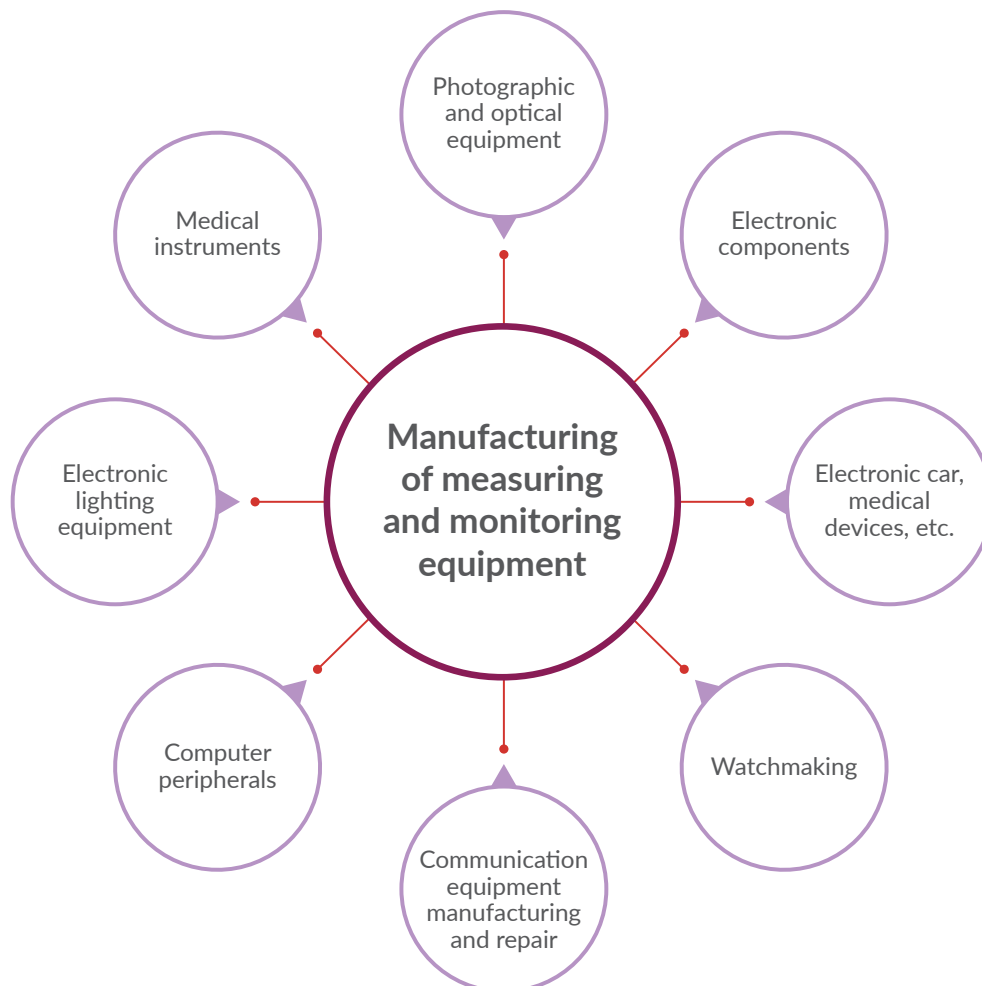 Photographic
and optical
equipment
Medical
instruments
Electronic
components
Manufacturing
of measuring
and monitoring
equipment
Electronic
lighting
equipment
Electronic car,
medical
devices, etc.
Computer
peripherals
Watchmaking
Communication
equipment
manufacturing
and repair